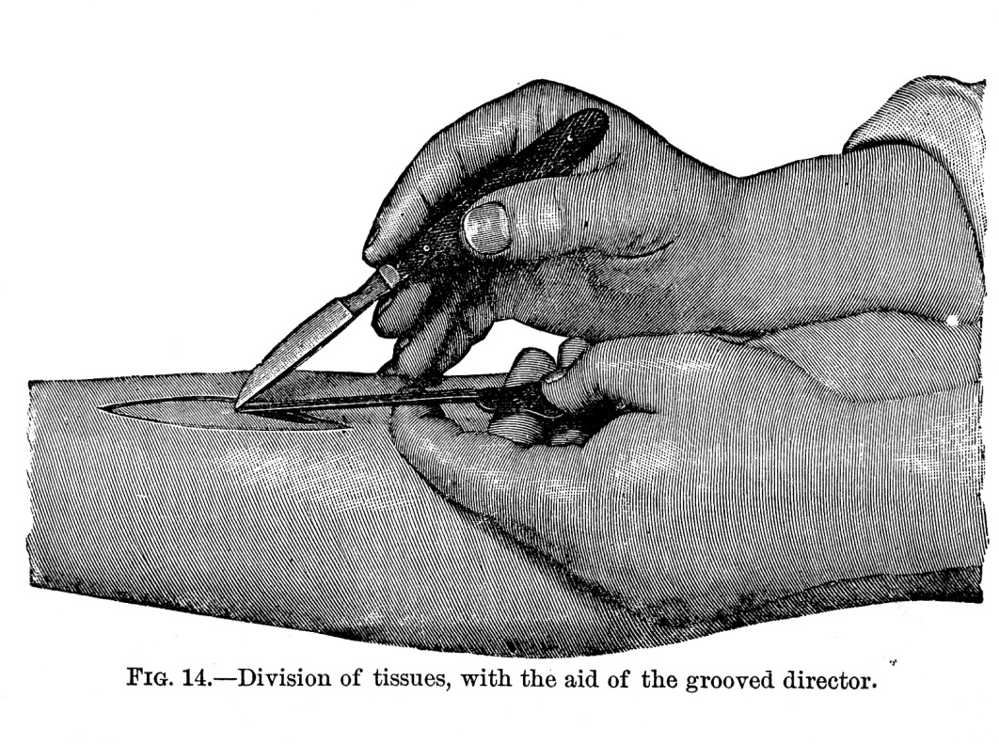 FIG. 14.—Division of tissues, with the aid of the grooved director.